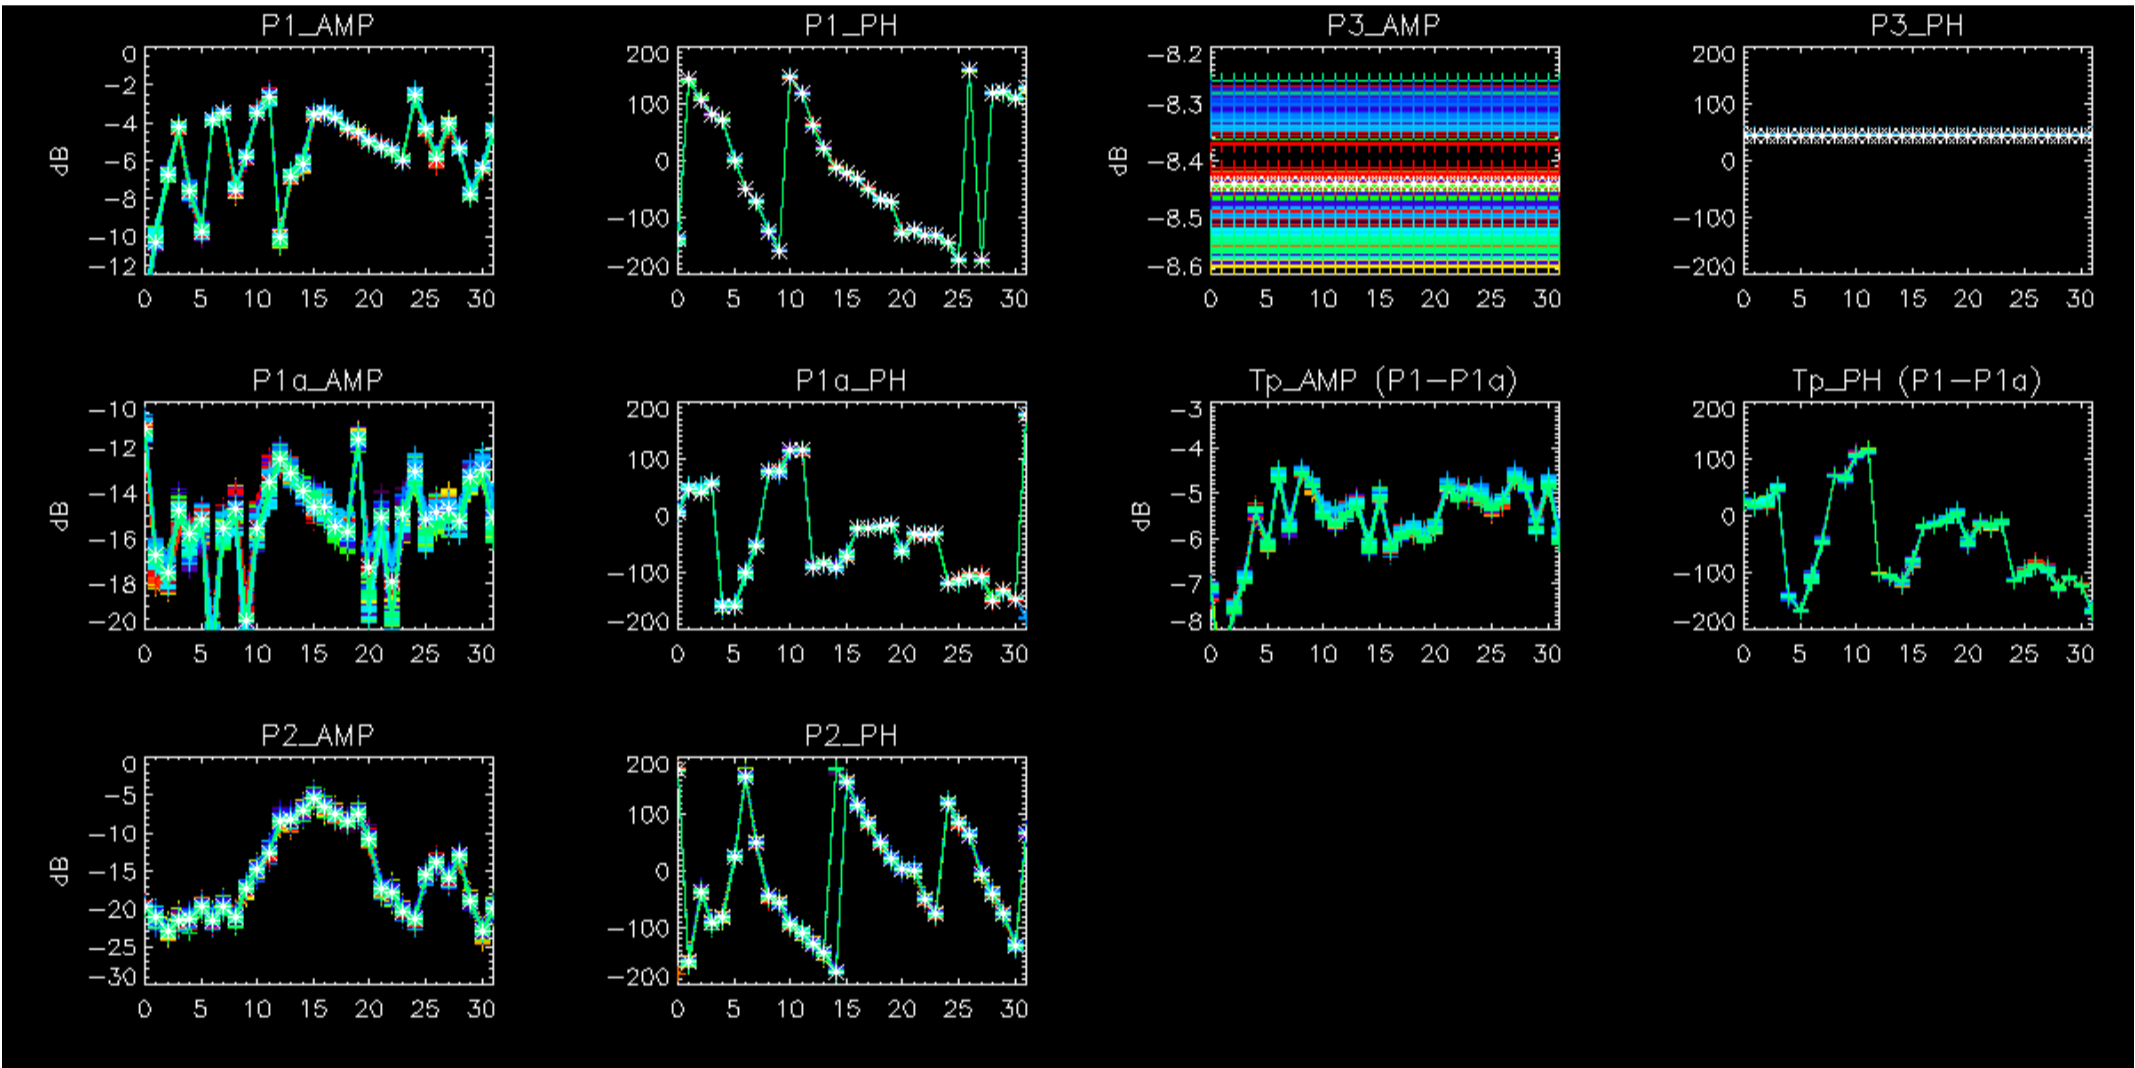 P1_AMP
dB
0
−2
−4
−6
−8
−10
−12
0 5 10 15 20 25 30
P1_PH
200
100
0
−100
−200
0 5 10 15 20 25 30
P3_AMP
dB
−8.2
−8.3
−8.4
−8.5
−8.6
0 5 10 15 20 25 30
P3_PH
200
100
0
−100
−200
0 5 10 15 20 25 30
P1a_AMP
dB
−10
−12
−14
−16
−18
−20
0 5 10 15 20 25 30
P1a_PH
200
100
0
−100
−200
0 5 10 15 20 25 30
Tp_AMP (P1−P1a)
dB
−3
−4
−5
−6
−7
−8
0 5 10 15 20 25 30
Tp_PH (P1−P1a)
200
100
0
−100
−200
0 5 10 15 20 25 30
P2_AMP
dB
0
−5
−10
−15
−20
−25
−30
0 5 10 15 20 25 30
P2_PH
200
100
0
−100
−200
0 5 10 15 20 25 30